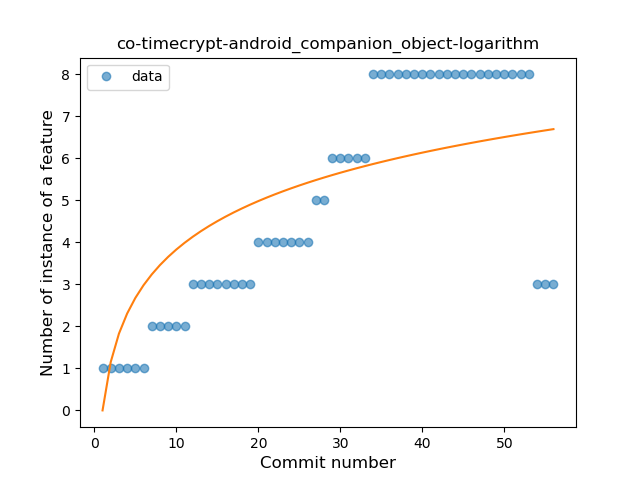 co-timecrypt-android_companion_object-logarithm
data
Number of instance of a feature
8
7
6
5
4
3
2
1
0
0 10 20 30 40 50
Commit number